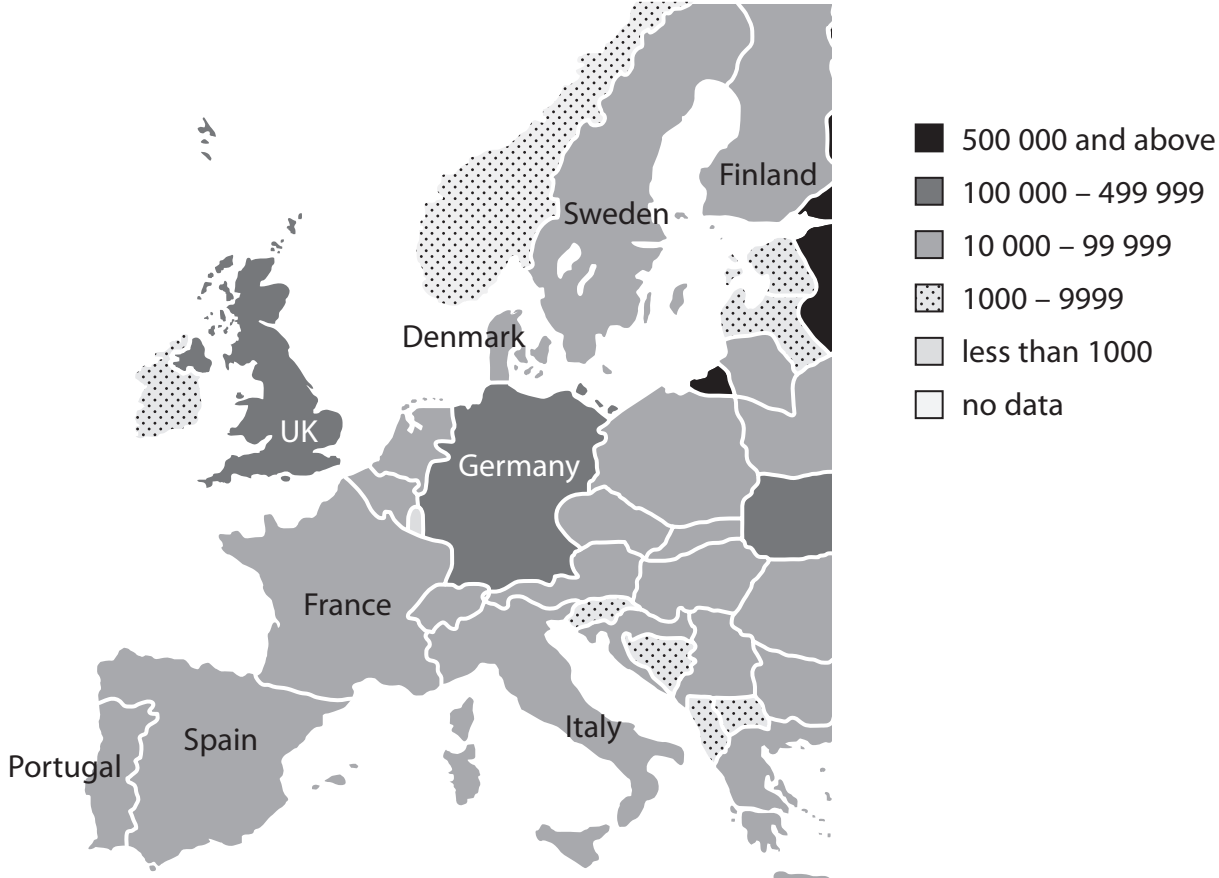 500 000 and above
100 000 – 499 999
10 000 – 99 999
1000 – 9999
less than 1000
no data
Finland
Sweden
Denmark
UK
Germany
France
Italy
Spain
Portugal